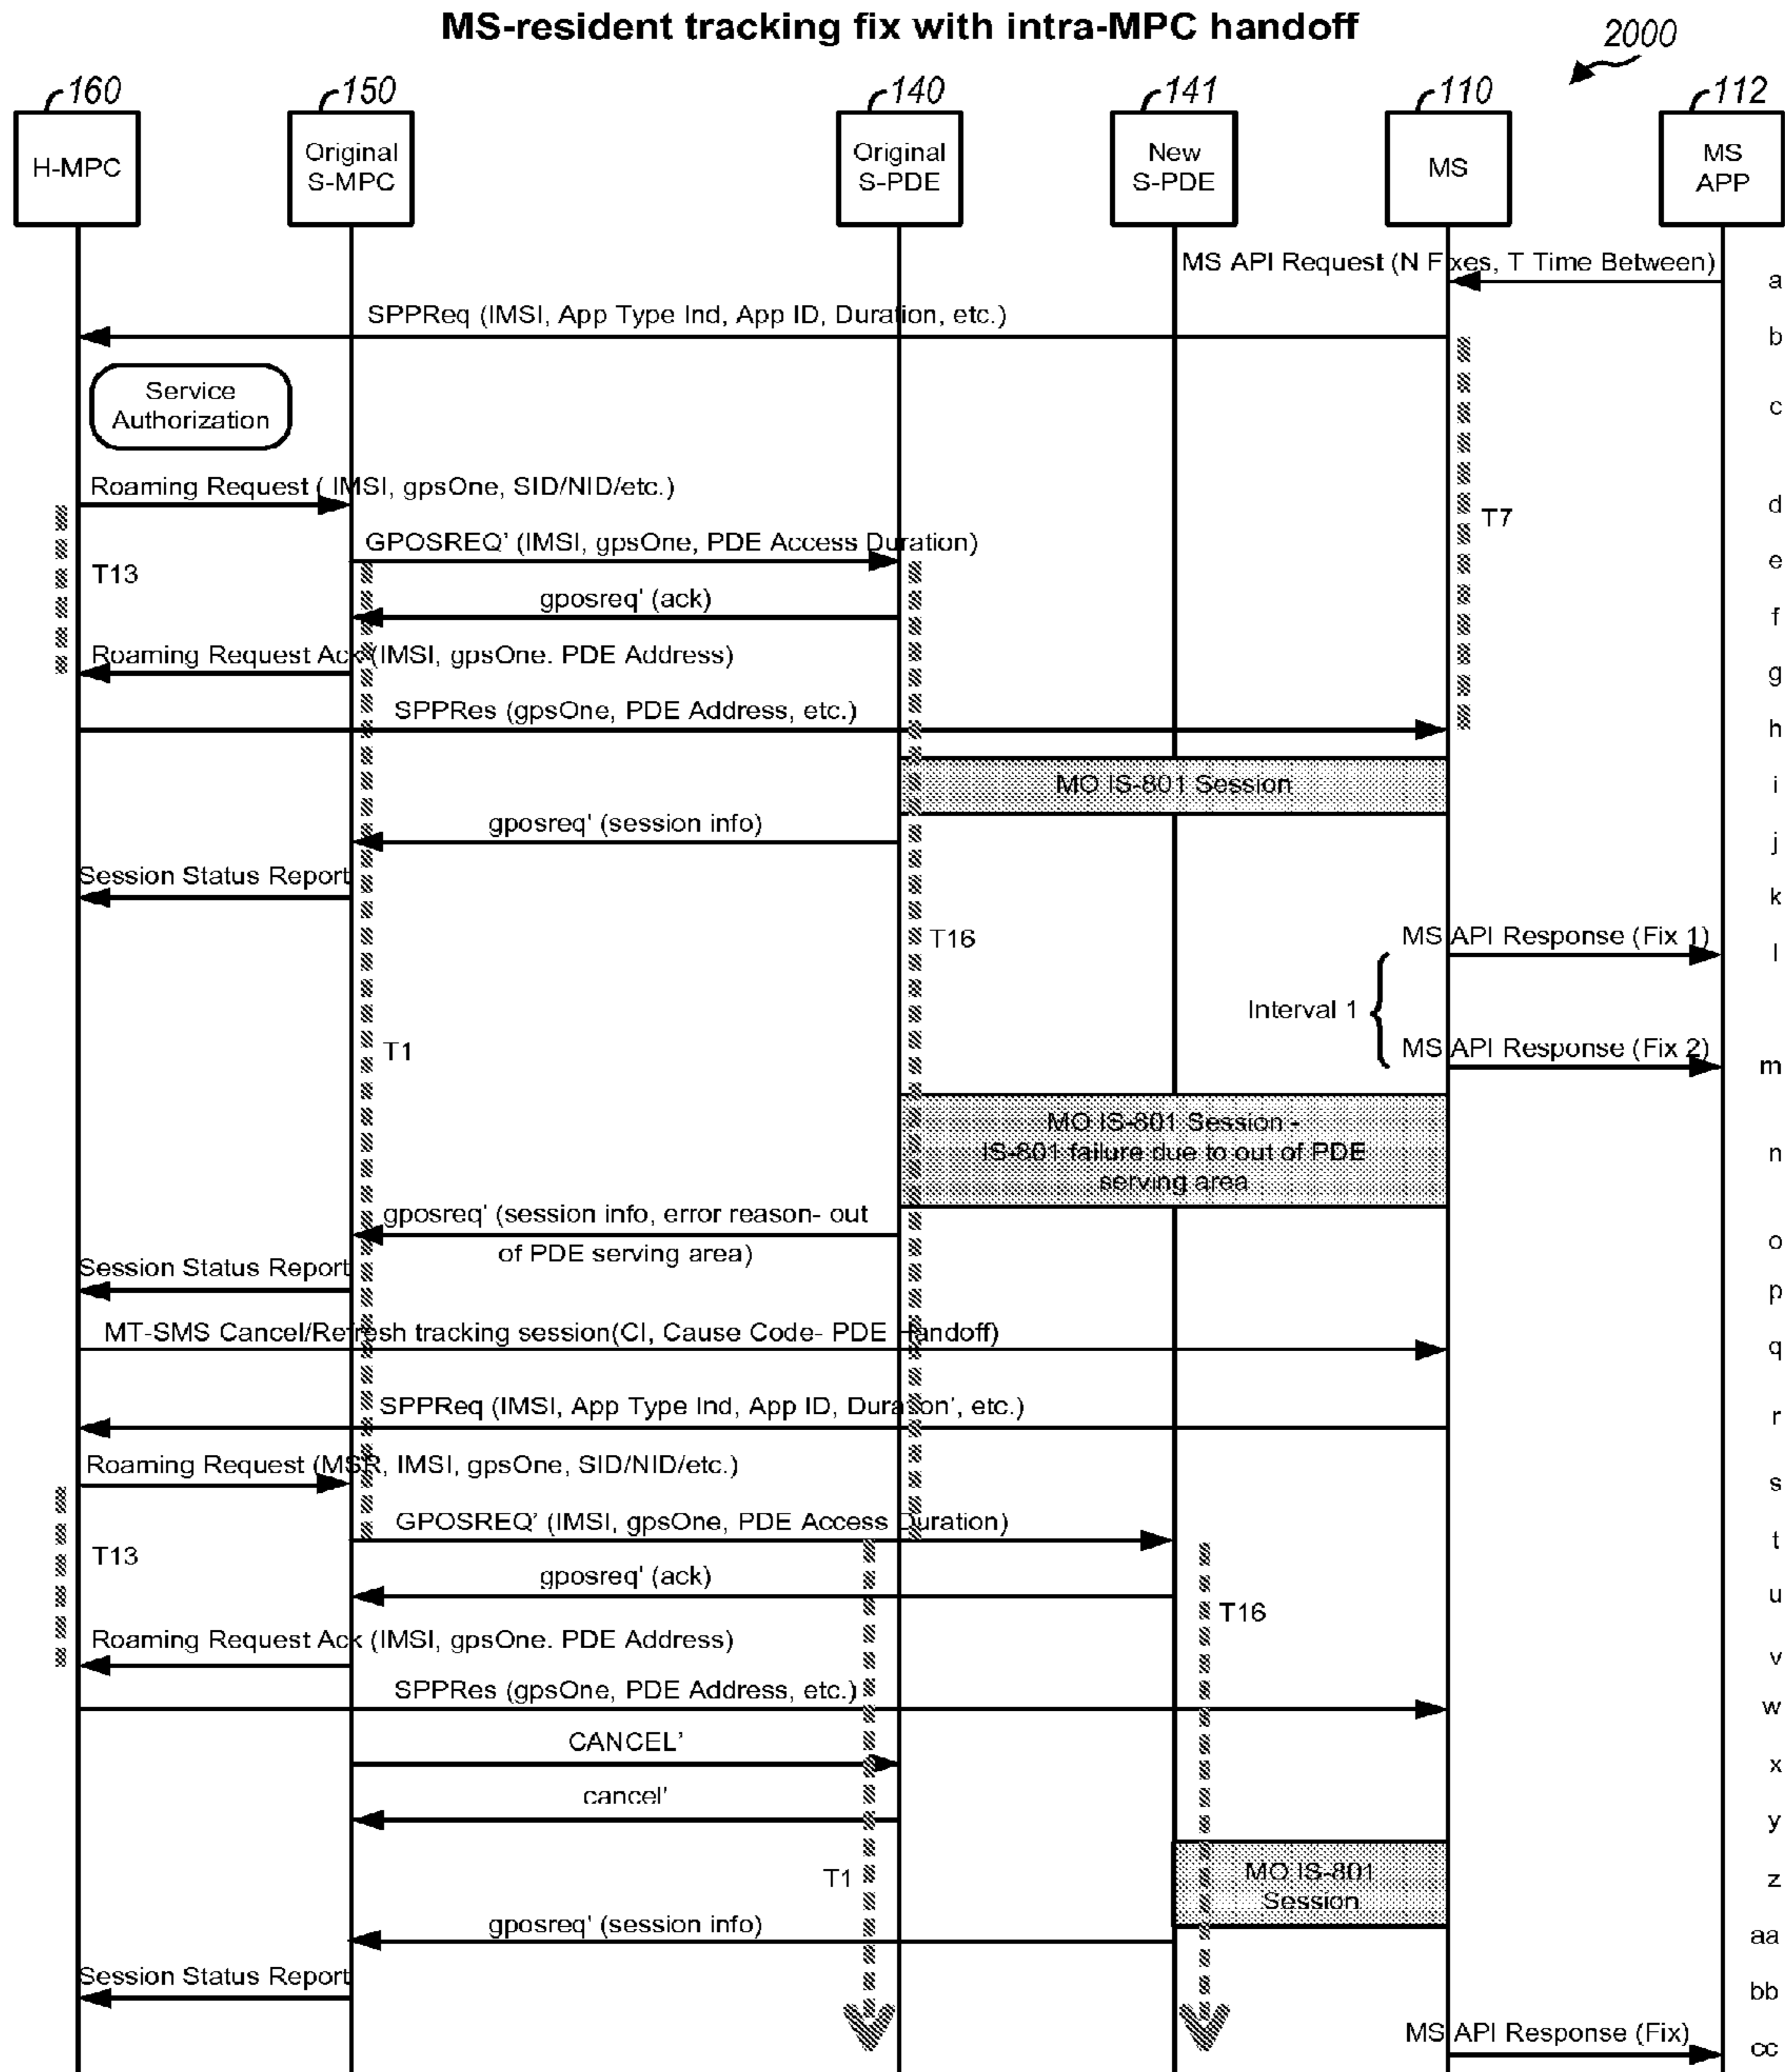 MS-resident tracking fix with intra-MPC handoff
2000
160
150
140
141
110
112
H-MPC
Original
S-MPC
Original
S-PDE
New
S-PDE
MS
MS
APP
MS API Request (N Fixes, T Time Between)
a
SPPReq (IMSI, App Type Ind, App ID, Duration, etc.)
b
Service
Authorization
c
Roaming Request ( IMSI, gpsOne, SID/NID/etc.)
d
T7
GPOSREQ’ (IMSI, gpsOne, PDE Access Duration)
e
T13
gposreq' (ack)
f
Roaming Request Ack (IMSI, gpsOne. PDE Address)
g
SPPRes (gpsOne, PDE Address, etc.)
h
MO IS-801 Session
i
gposreq' (session info)
j
Session Status Report
k
T16
MS API Response (Fix 1)
l
Interval 1
T1
MS API Response (Fix 2)
m
MO IS-801 Session -
IS-801 failure due to out of PDE
serving area
n
gposreq' (session info, error reason- out
of PDE serving area)
o
Session Status Report
p
MT-SMS Cancel/Refresh tracking session(CI, Cause Code- PDE Handoff)
q
SPPReq (IMSI, App Type Ind, App ID, Duration’, etc.)
r
Roaming Request (MSR, IMSI, gpsOne, SID/NID/etc.)
s
GPOSREQ’ (IMSI, gpsOne, PDE Access Duration)
t
T13
gposreq' (ack)
u
T16
Roaming Request Ack (IMSI, gpsOne. PDE Address)
v
SPPRes (gpsOne, PDE Address, etc.)
w
CANCEL’
x
cancel’
y
T1
MO IS-801
Session
z
gposreq' (session info)
aa
Session Status Report
bb
MS API Response (Fix)
cc